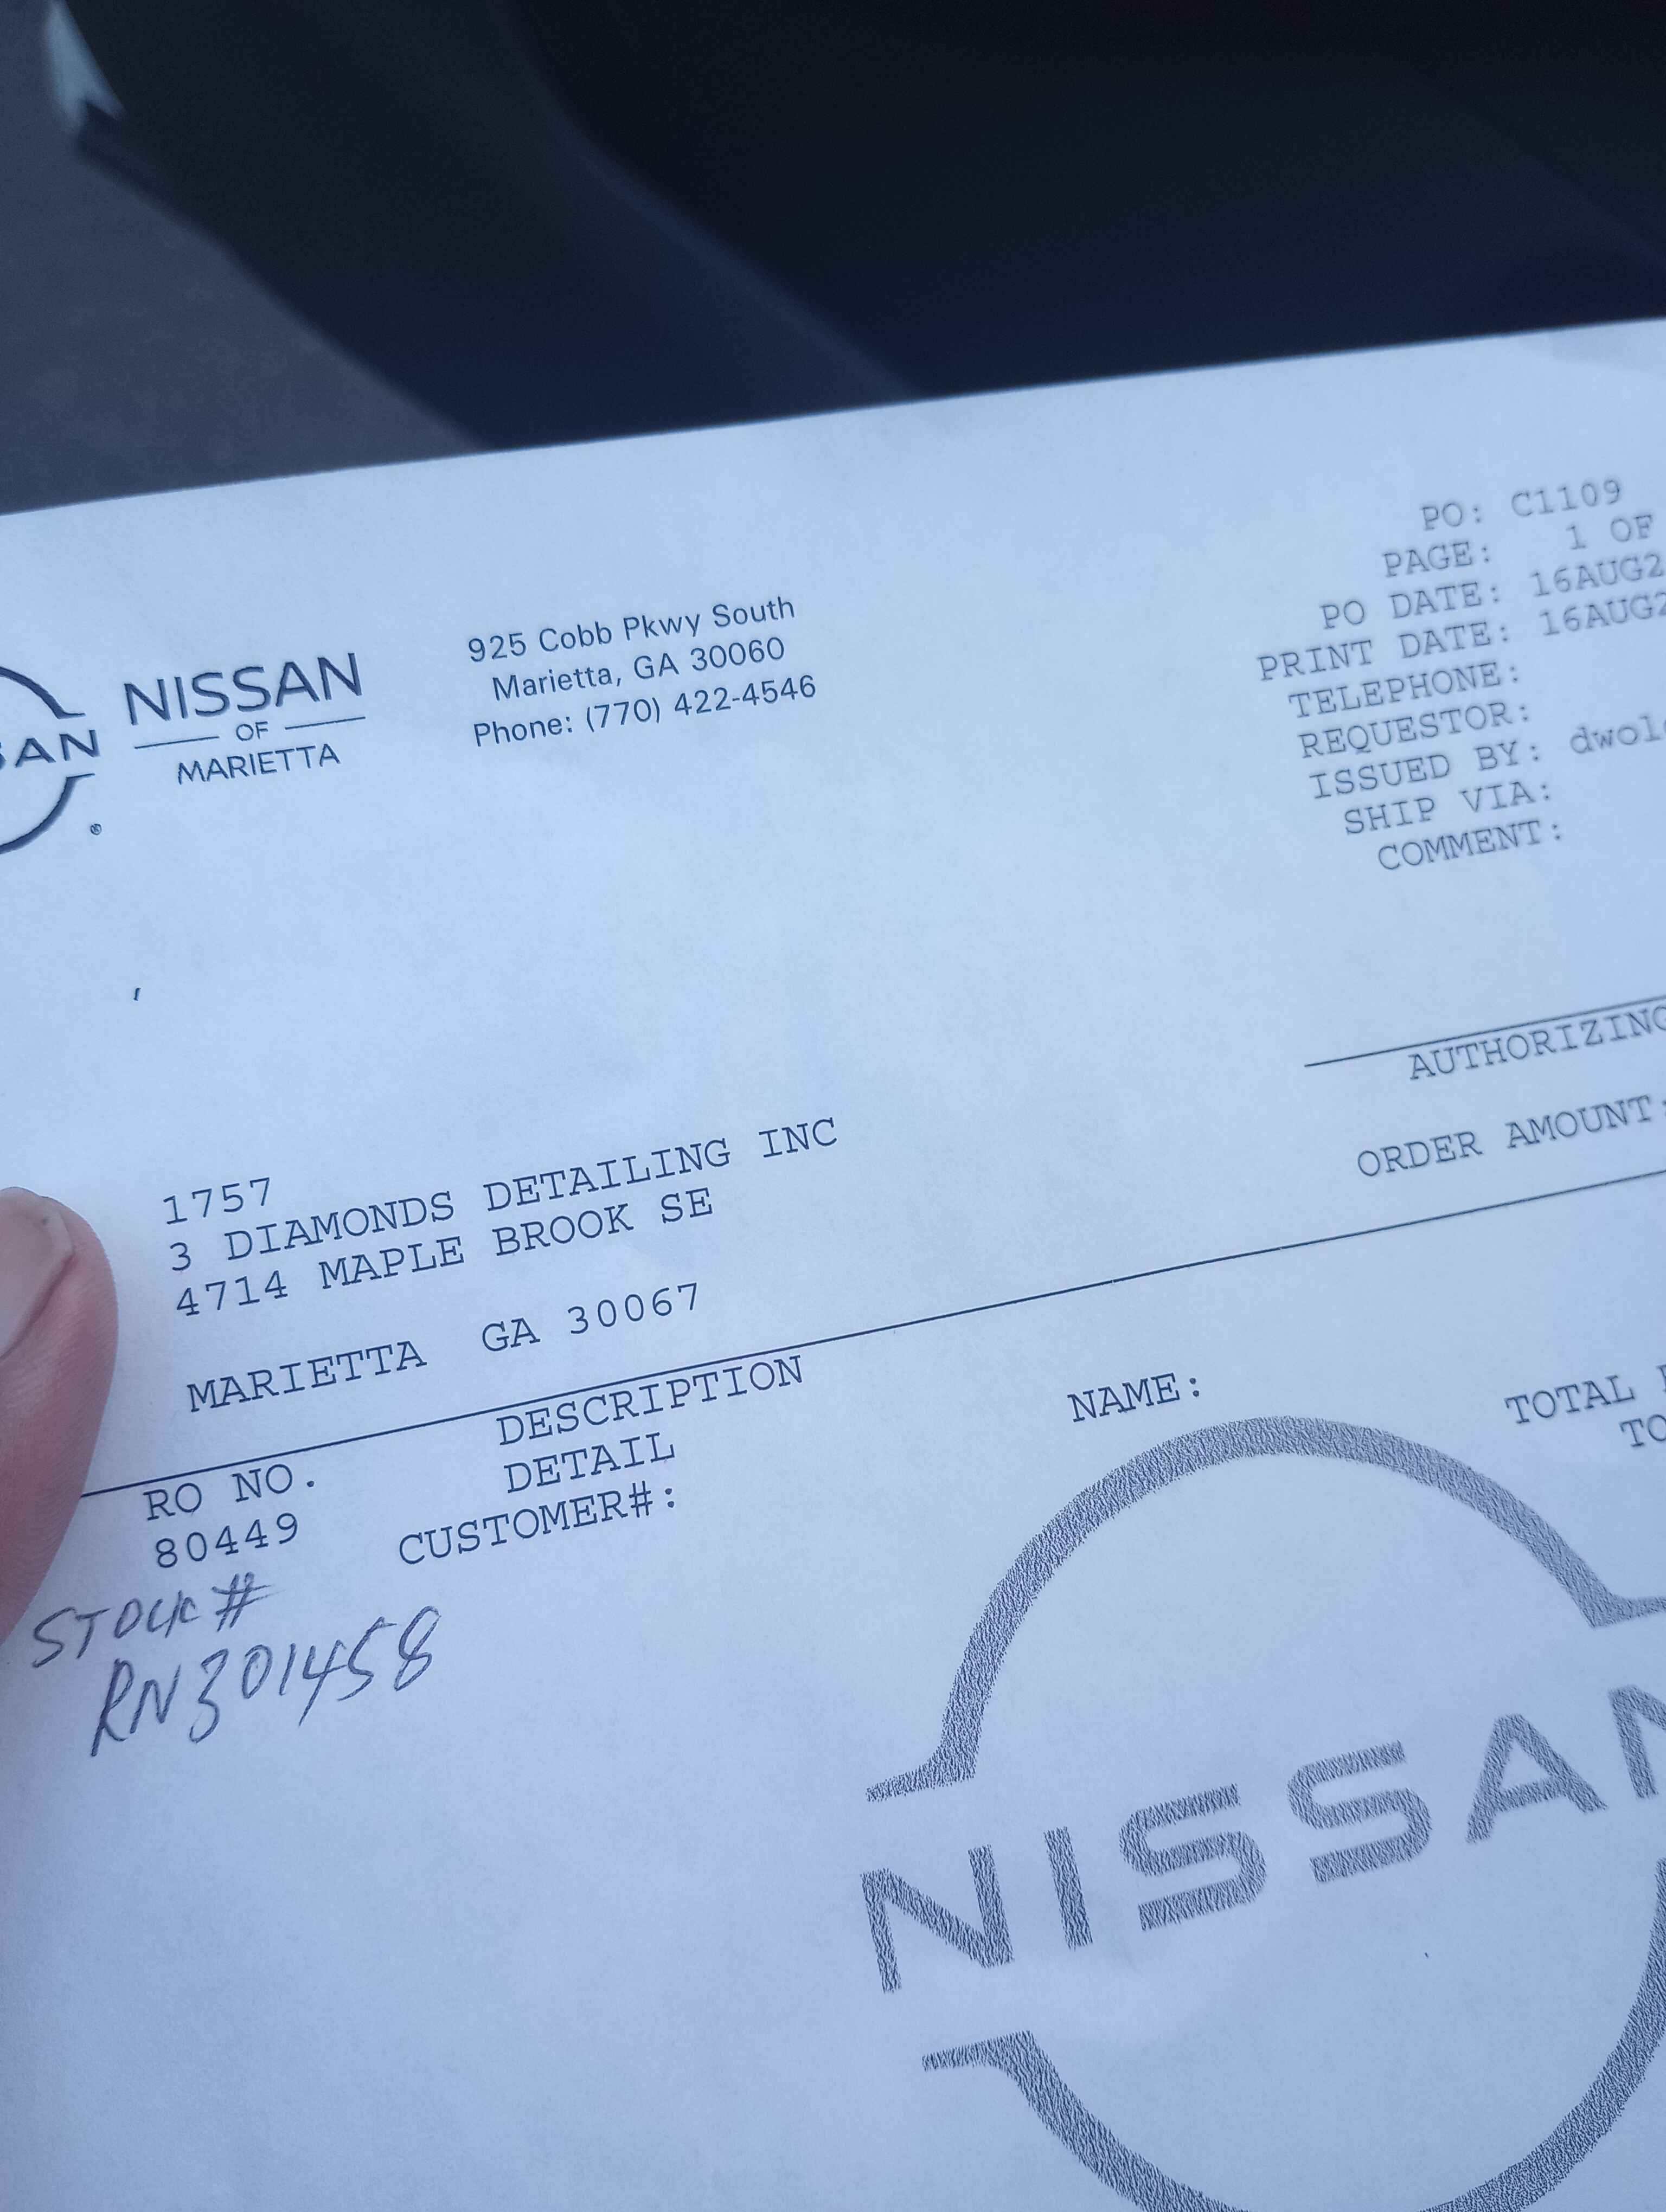 NISSAN
OF
MARIETTA
925 Cobb Pkwy South
Marietta, GA 30060
Phone: (770) 422-4546
PO: C1109
PAGE: 1 OF
PO DATE: 16AUG2
PRINT DATE: 16AUG2
TELEPHONE:
REQUESTOR:
ISSUED BY:
SHIP VIA:
COMMENT:
AUTHORIZING
ORDER AMOUNT:
1757
3 DIAMONDS DETAILING INC
4714 MAPLE BROOK SE
MARIETTA GA 30067
RO NO. DESCRIPTION
80449 DETAIL
CUSTOMER#: NAME: TOTAL
STOCK#
RN301458
NISSAN